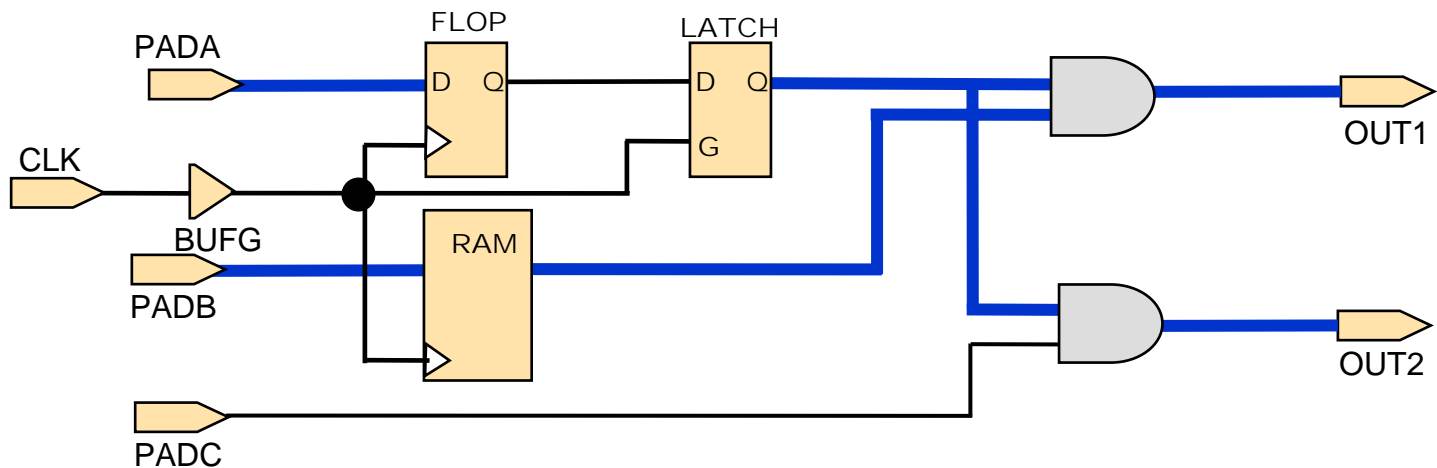 FLOP
LATCH
PADA
D Q
D Q
OUT1
CLK
G
BUFG
RAM
PADB
OUT2
PADC